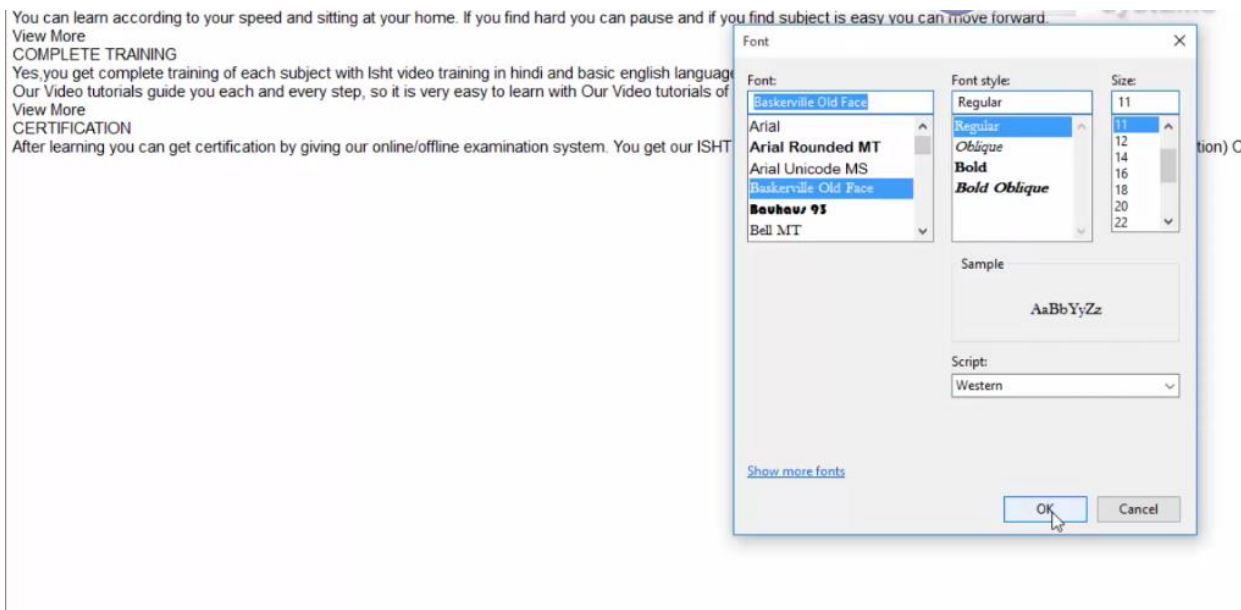 You can learn according to your speed and sitting at your home. If you find hard you can pause and if you find subject is easy you can move forward.
View More
COMPLETE TRAINING
Yes,you get complete training of each subject with Isht video training in hindi and basic english language
Our Video tutorials guide you each and every step, so it is very easy to learn with Our Video tutorials of
View More
CERTIFICATION
After learning you can get certification by giving our online/offline examination system. You get our ISHT
tion) C
Font
Font:
Baskerville Old Face
Arial
Arial Rounded MT
Arial Unicode MS
Baskerville Old Face
Bauhaus 93
Bell MT
Font style:
Regular
Regular
Oblique
Bold
Bold Oblique
Size:
11
11
12
14
16
18
20
22
Sample
AaBbYyZz
Script:
Western
Show more fonts
OK
Cancel